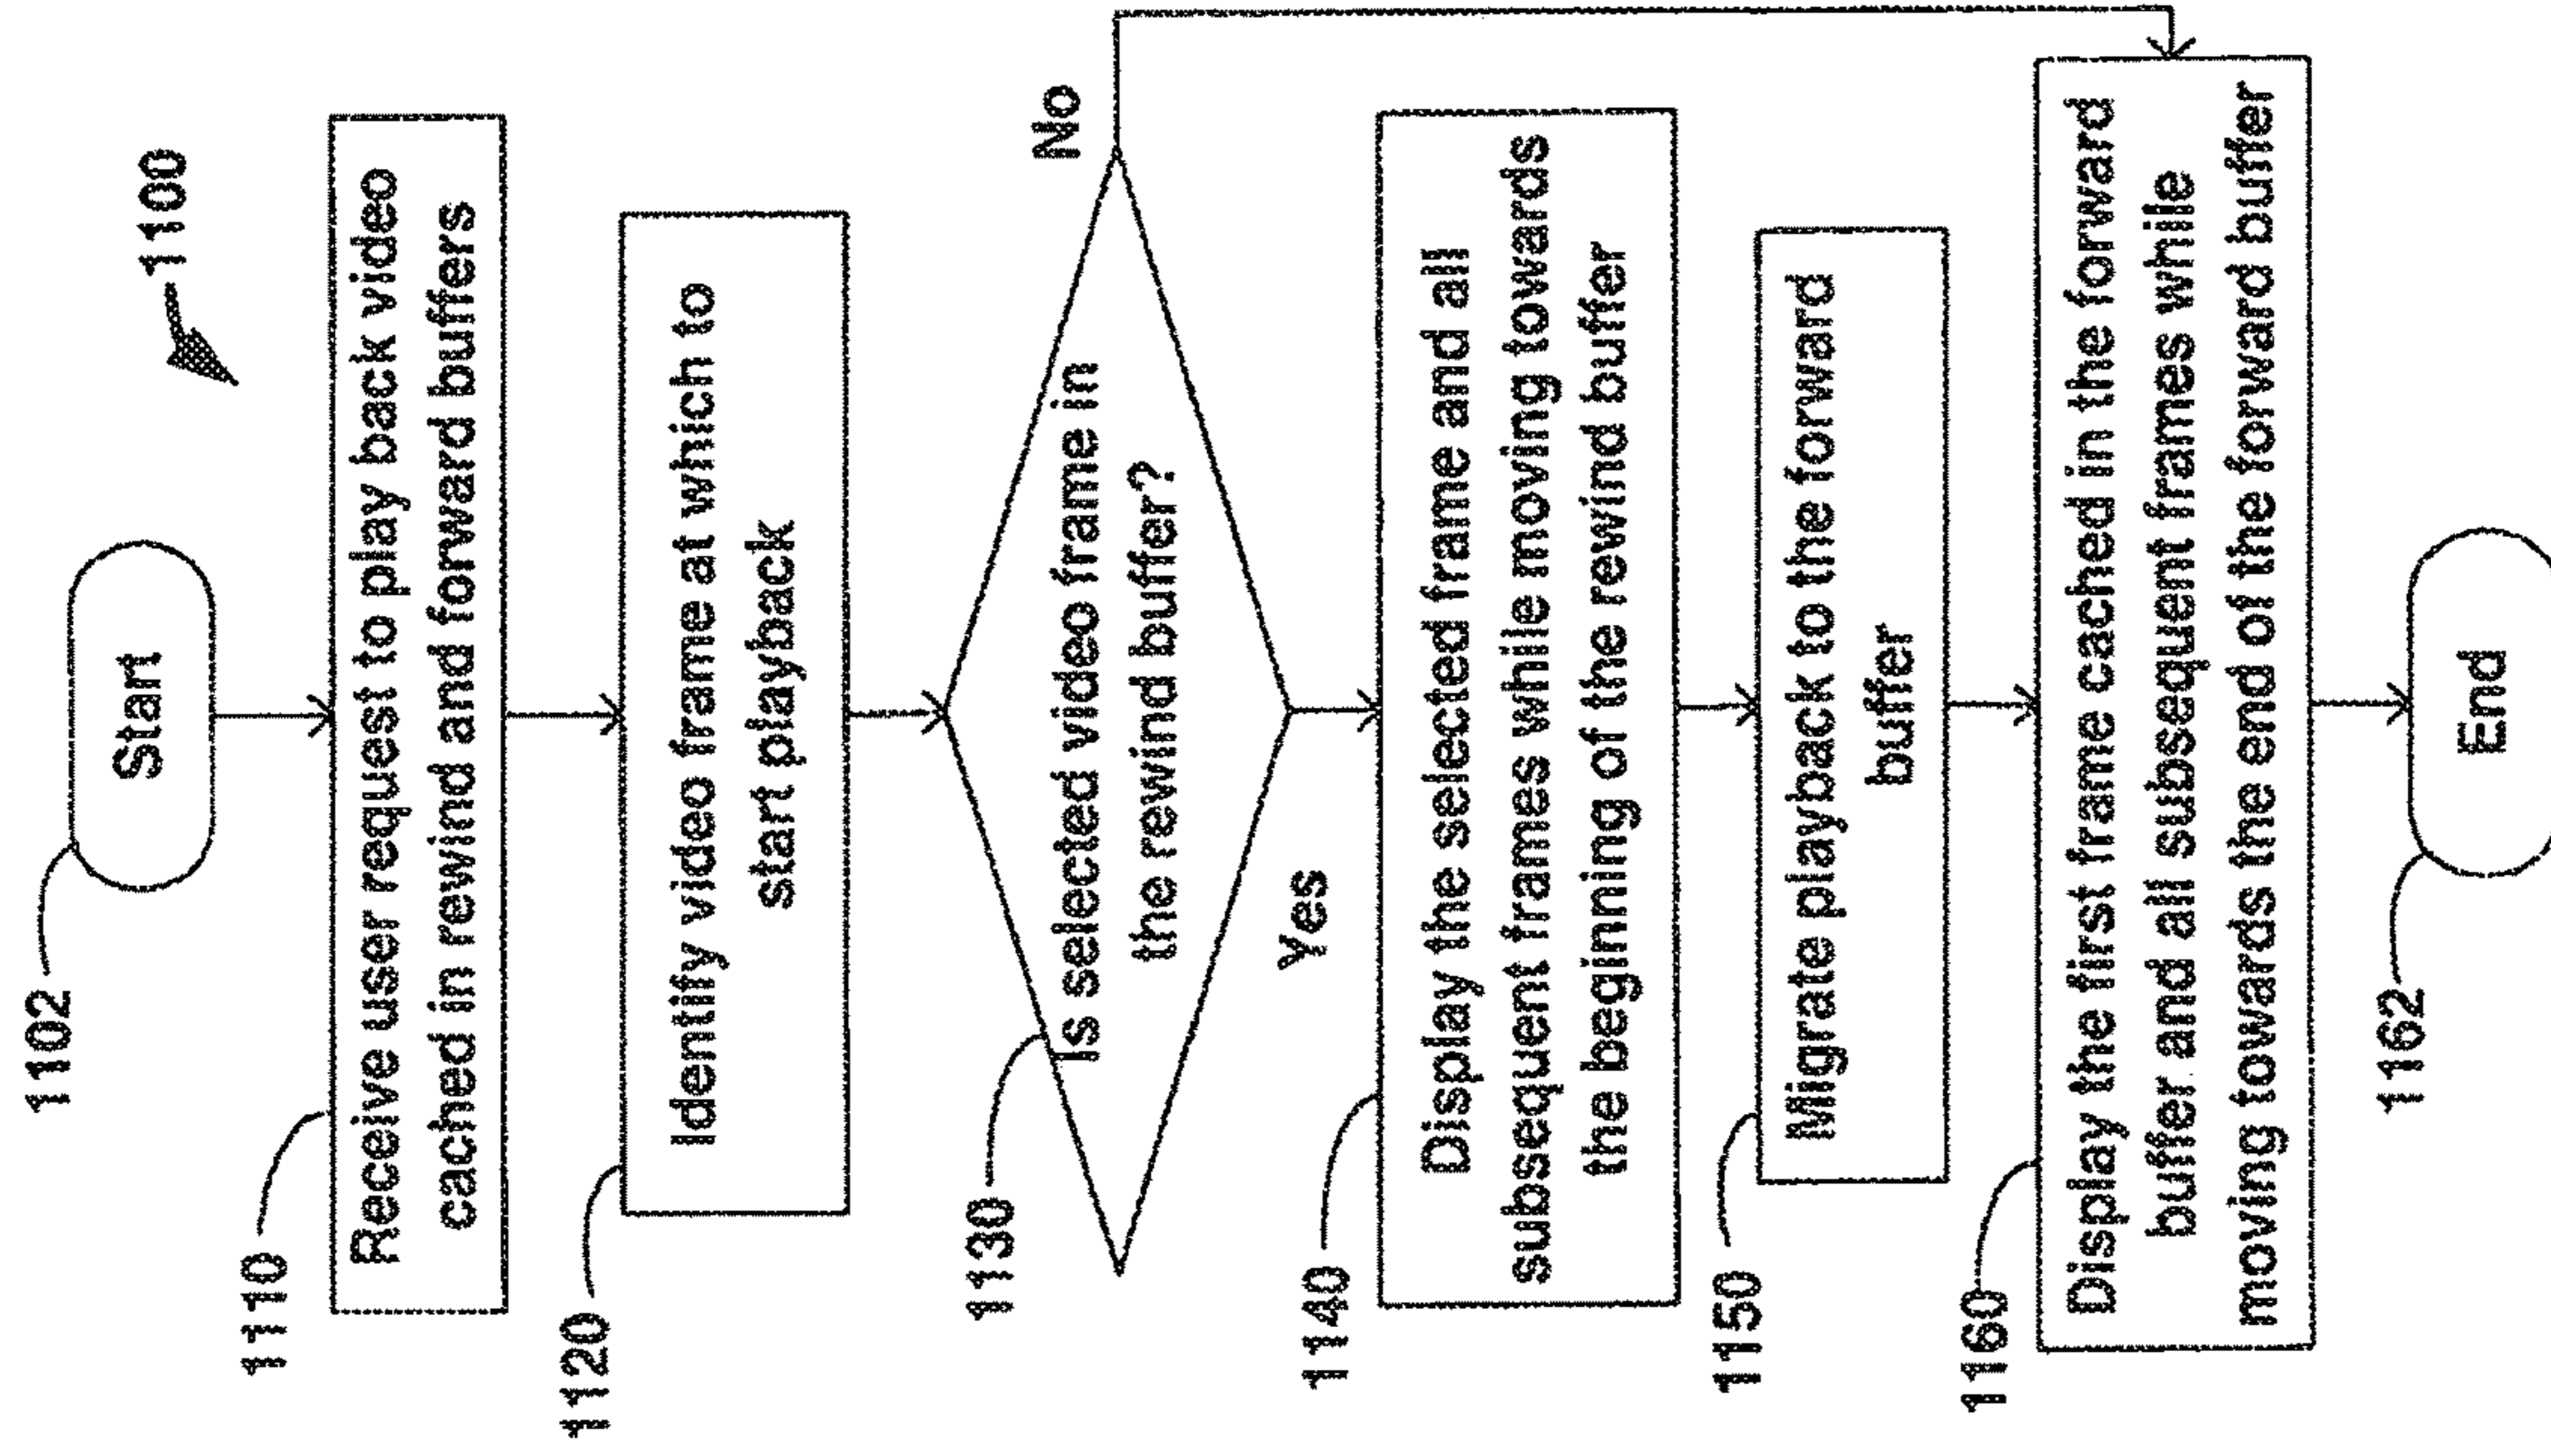 1100
1102
Start
1110
Receive user request to play back video
cached in rewind and forward buffers
1120
Identify video frame at which to
start playback
1130
Is selected video frame in
the rewind buffer?
No
Yes
1140
Display the selected frame and all
subsequent frames while moving towards
the beginning of the rewind buffer
1150
Migrate playback to the forward
buffer
1160
Display the first frame cached in the forward
buffer and all subsequent frames while
moving towards the end of the forward buffer
1162
End